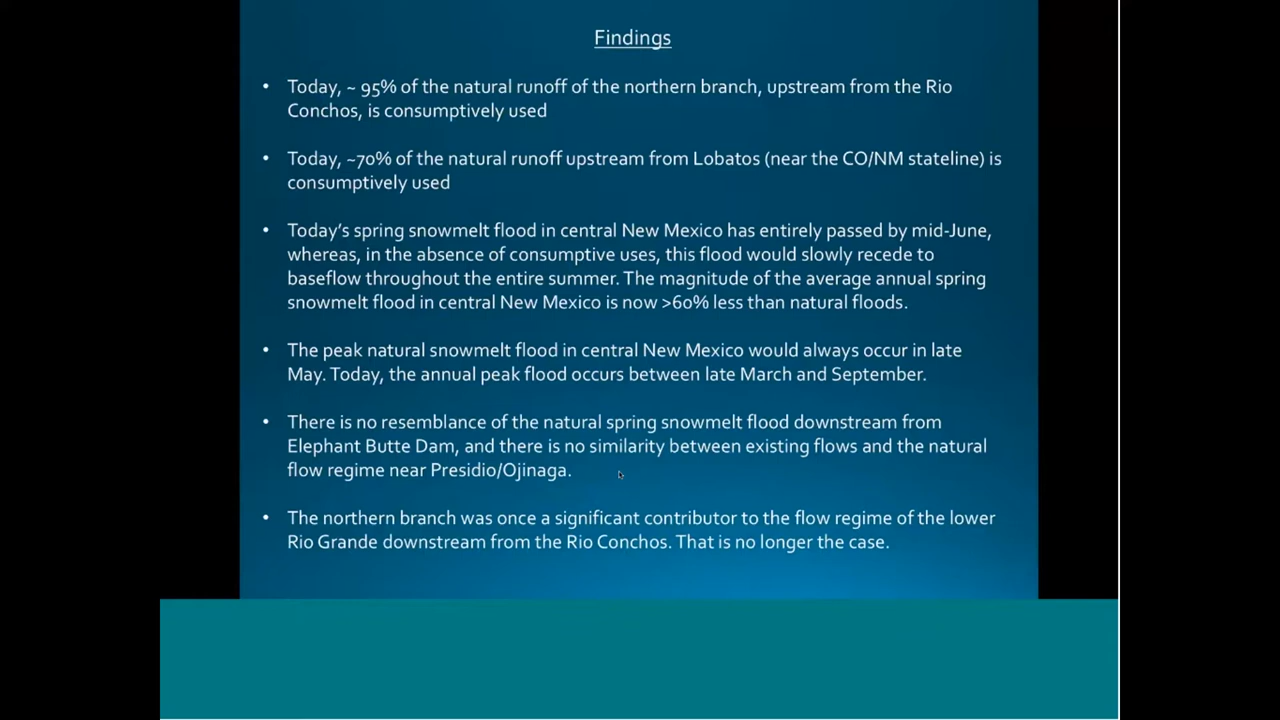 Findings
• Today, ~ 95% of the natural runoff of the northern branch, upstream from the Rio
Conchos, is consumptively used
• Today, ~70% of the natural runoff upstream from Lobatos (near the CO/NM stateline) is
consumptively used
• Today's spring snowmelt flood in central New Mexico has entirely passed by mid-June,
whereas, in the absence of consumptive uses, this flood would slowly recede to
baseflow throughout the entire summer. The magnitude of the average annual spring
snowmelt flood in central New Mexico is now >60% less than natural floods.
• The peak natural snowmelt flood in central New Mexico would always occur in late
May. Today, the annual peak flood occurs between late March and September.
• There is no resemblance of the natural spring snowmelt flood downstream from
Elephant Butte Dam, and there is no similarity between existing flows and the natural
flow regime near Presidio/Ojinaga.
• The northern branch was once a significant contributor to the flow regime of the lower
Rio Grande downstream from the Rio Conchos. That is no longer the case.